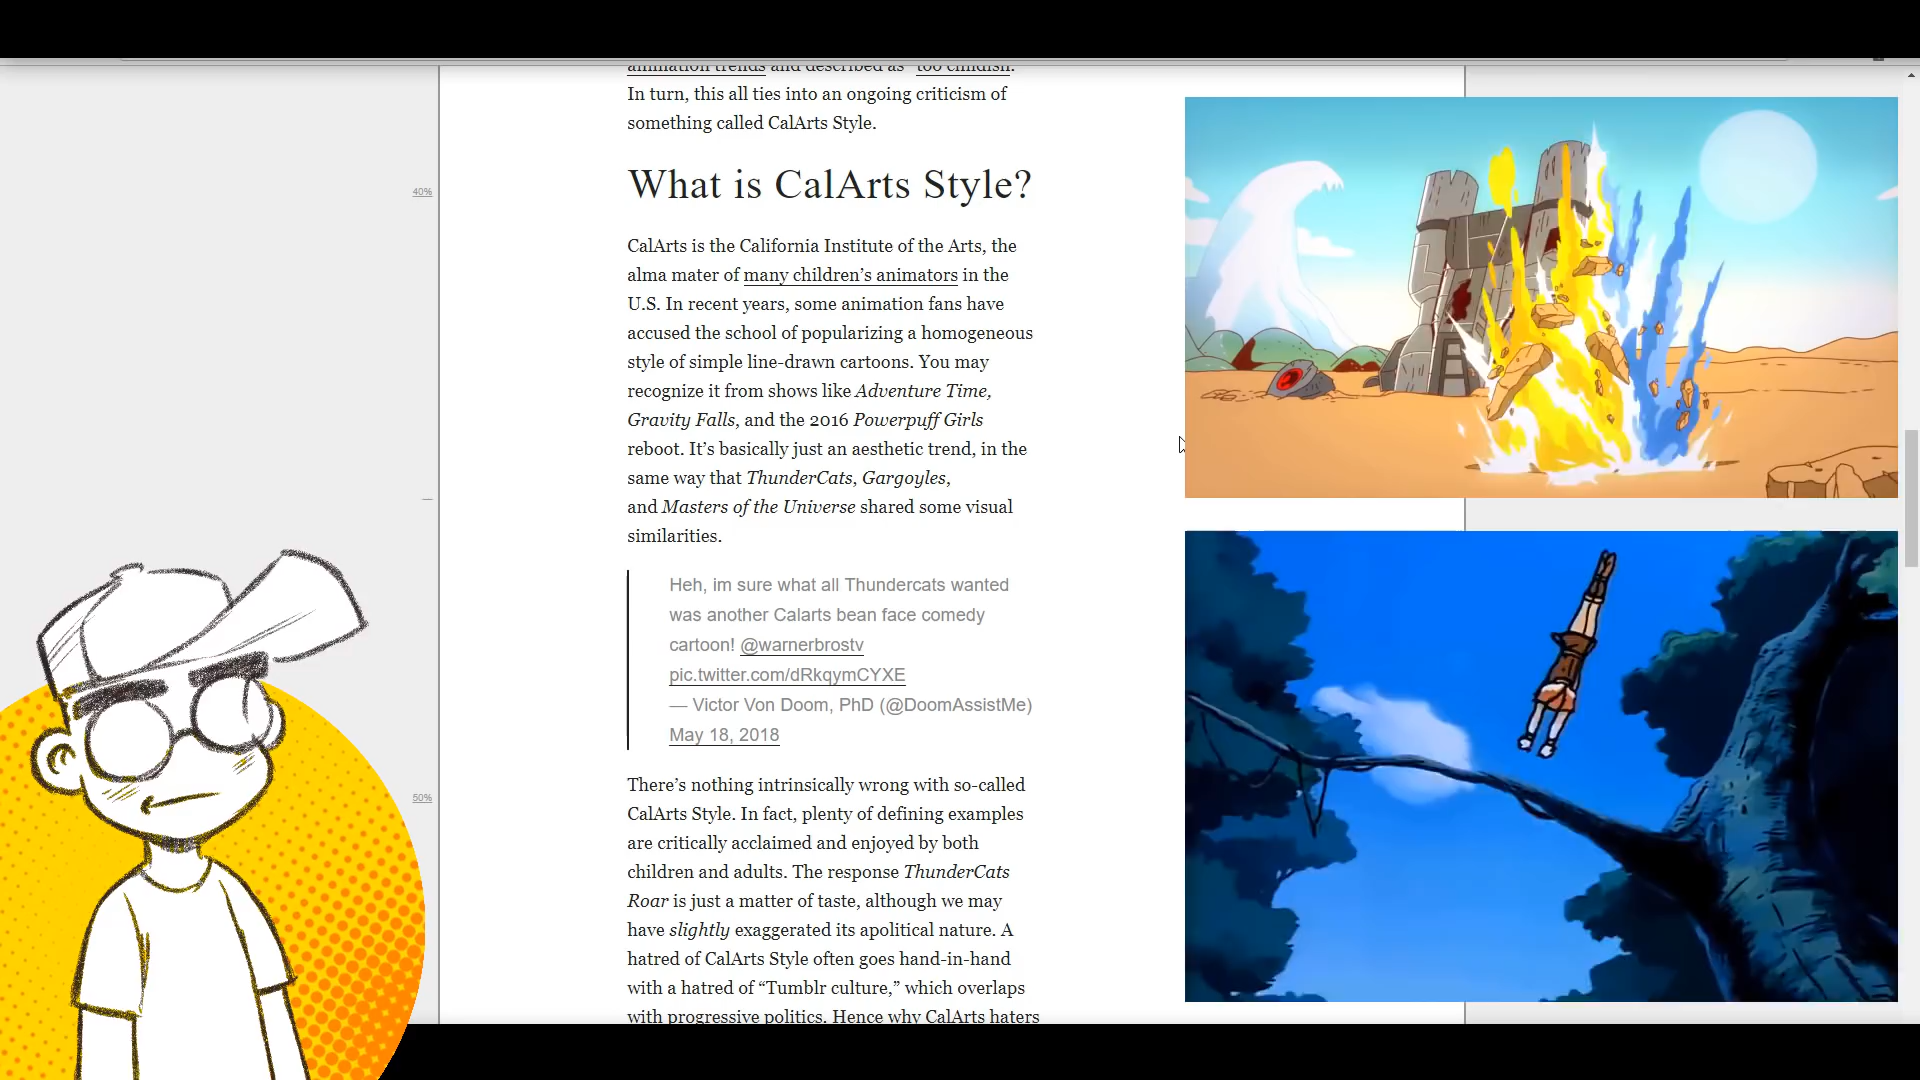 animation trends and described as “too childish.”
In turn, this all ties into an ongoing criticism of
something called CalArts Style.
What is CalArts Style?
40%
CalArts is the California Institute of the Arts, the
alma mater of many children’s animators in the
U.S. In recent years, some animation fans have
accused the school of popularizing a homogeneous
style of simple line-drawn cartoons. You may
recognize it from shows like Adventure Time,
Gravity Falls, and the 2016 Powerpuff Girls
reboot. It’s basically just an aesthetic trend, in the
same way that ThunderCats, Gargoyles,
and Masters of the Universe shared some visual
similarities.
Heh, im sure what all Thundercats wanted
was another Calarts bean face comedy
cartoon! @warnerbrostv
pic.twitter.com/dRkqymCYXE
— Victor Von Doom, PhD (@DoomAssistMe)
May 18, 2018
There’s nothing intrinsically wrong with so-called
50%
CalArts Style. In fact, plenty of defining examples
are critically acclaimed and enjoyed by both
children and adults. The response ThunderCats
Roar is just a matter of taste, although we may
have slightly exaggerated its apolitical nature. A
hatred of CalArts Style often goes hand-in-hand
with a hatred of “Tumblr culture,” which overlaps
with progressive politics. Hence why CalArts haters